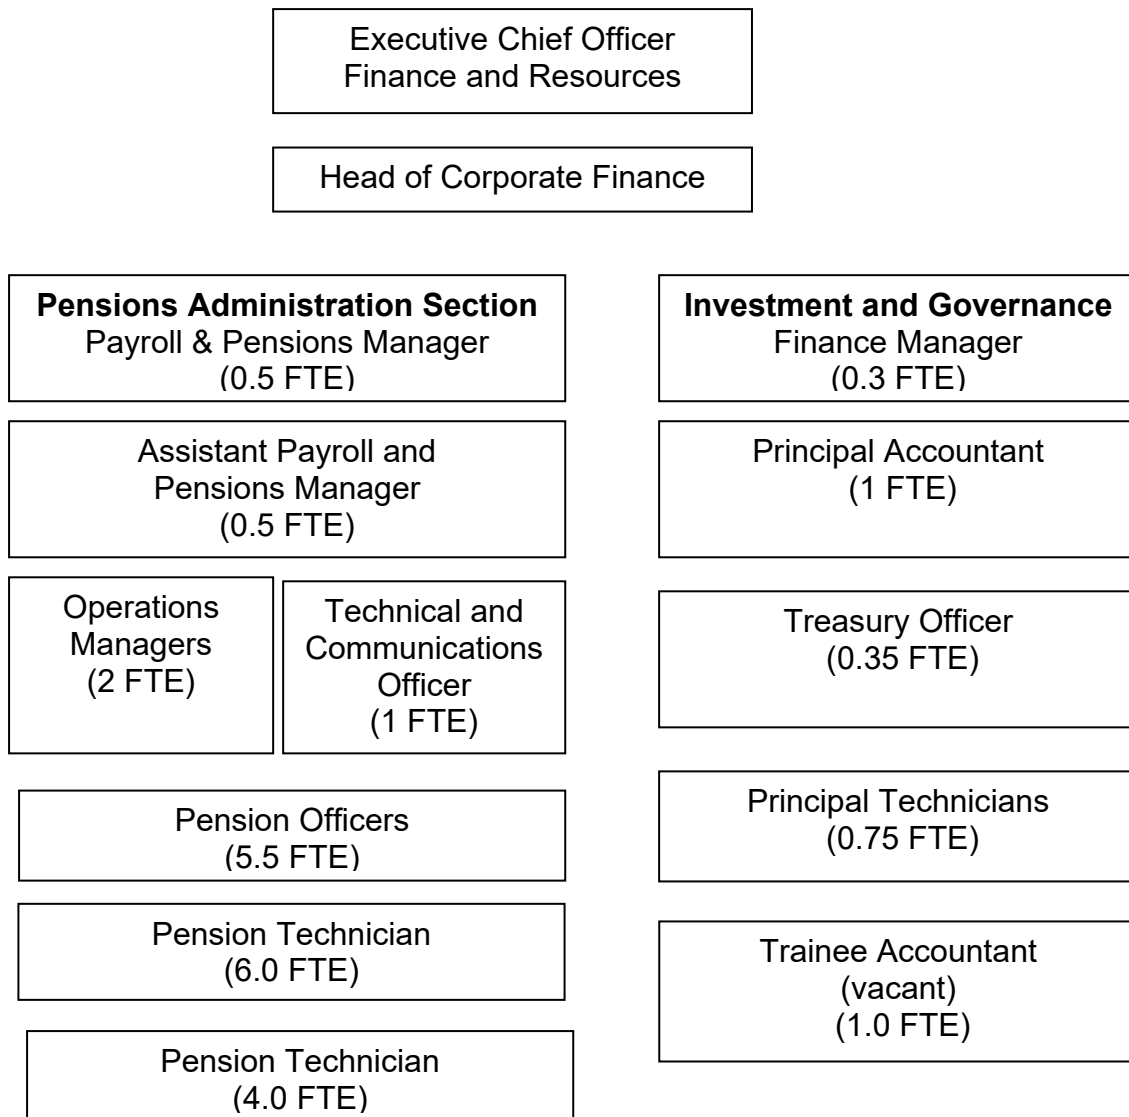 Executive Chief Officer
Finance and Resources
Head of Corporate Finance
Pensions Administration Section
Payroll & Pensions Manager
(0.5 FTE)
Assistant Payroll and
Pensions Manager
(0.5 FTE)
Operations
Managers
(2 FTE)
Technical and
Communications
Officer
(1 FTE)
Pension Officers
(5.5 FTE)
Pension Technician
(6.0 FTE)
Pension Technician
(4.0 FTE)
Investment and Governance
Finance Manager
(0.3 FTE)
Principal Accountant
(1 FTE)
Treasury Officer
(0.35 FTE)
Principal Technicians
(0.75 FTE)
Trainee Accountant
(vacant)
(1.0 FTE)